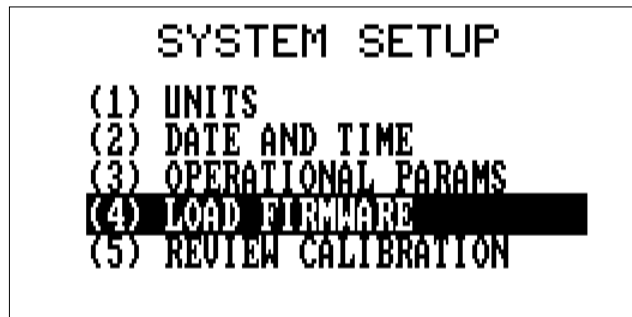 SYSTEM SETUP
(1) UNITS
(2) DATE AND TIME
(3) OPERATIONAL PARAMS
(4) LOAD FIRMWARE
(5) REVIEW CALIBRATION